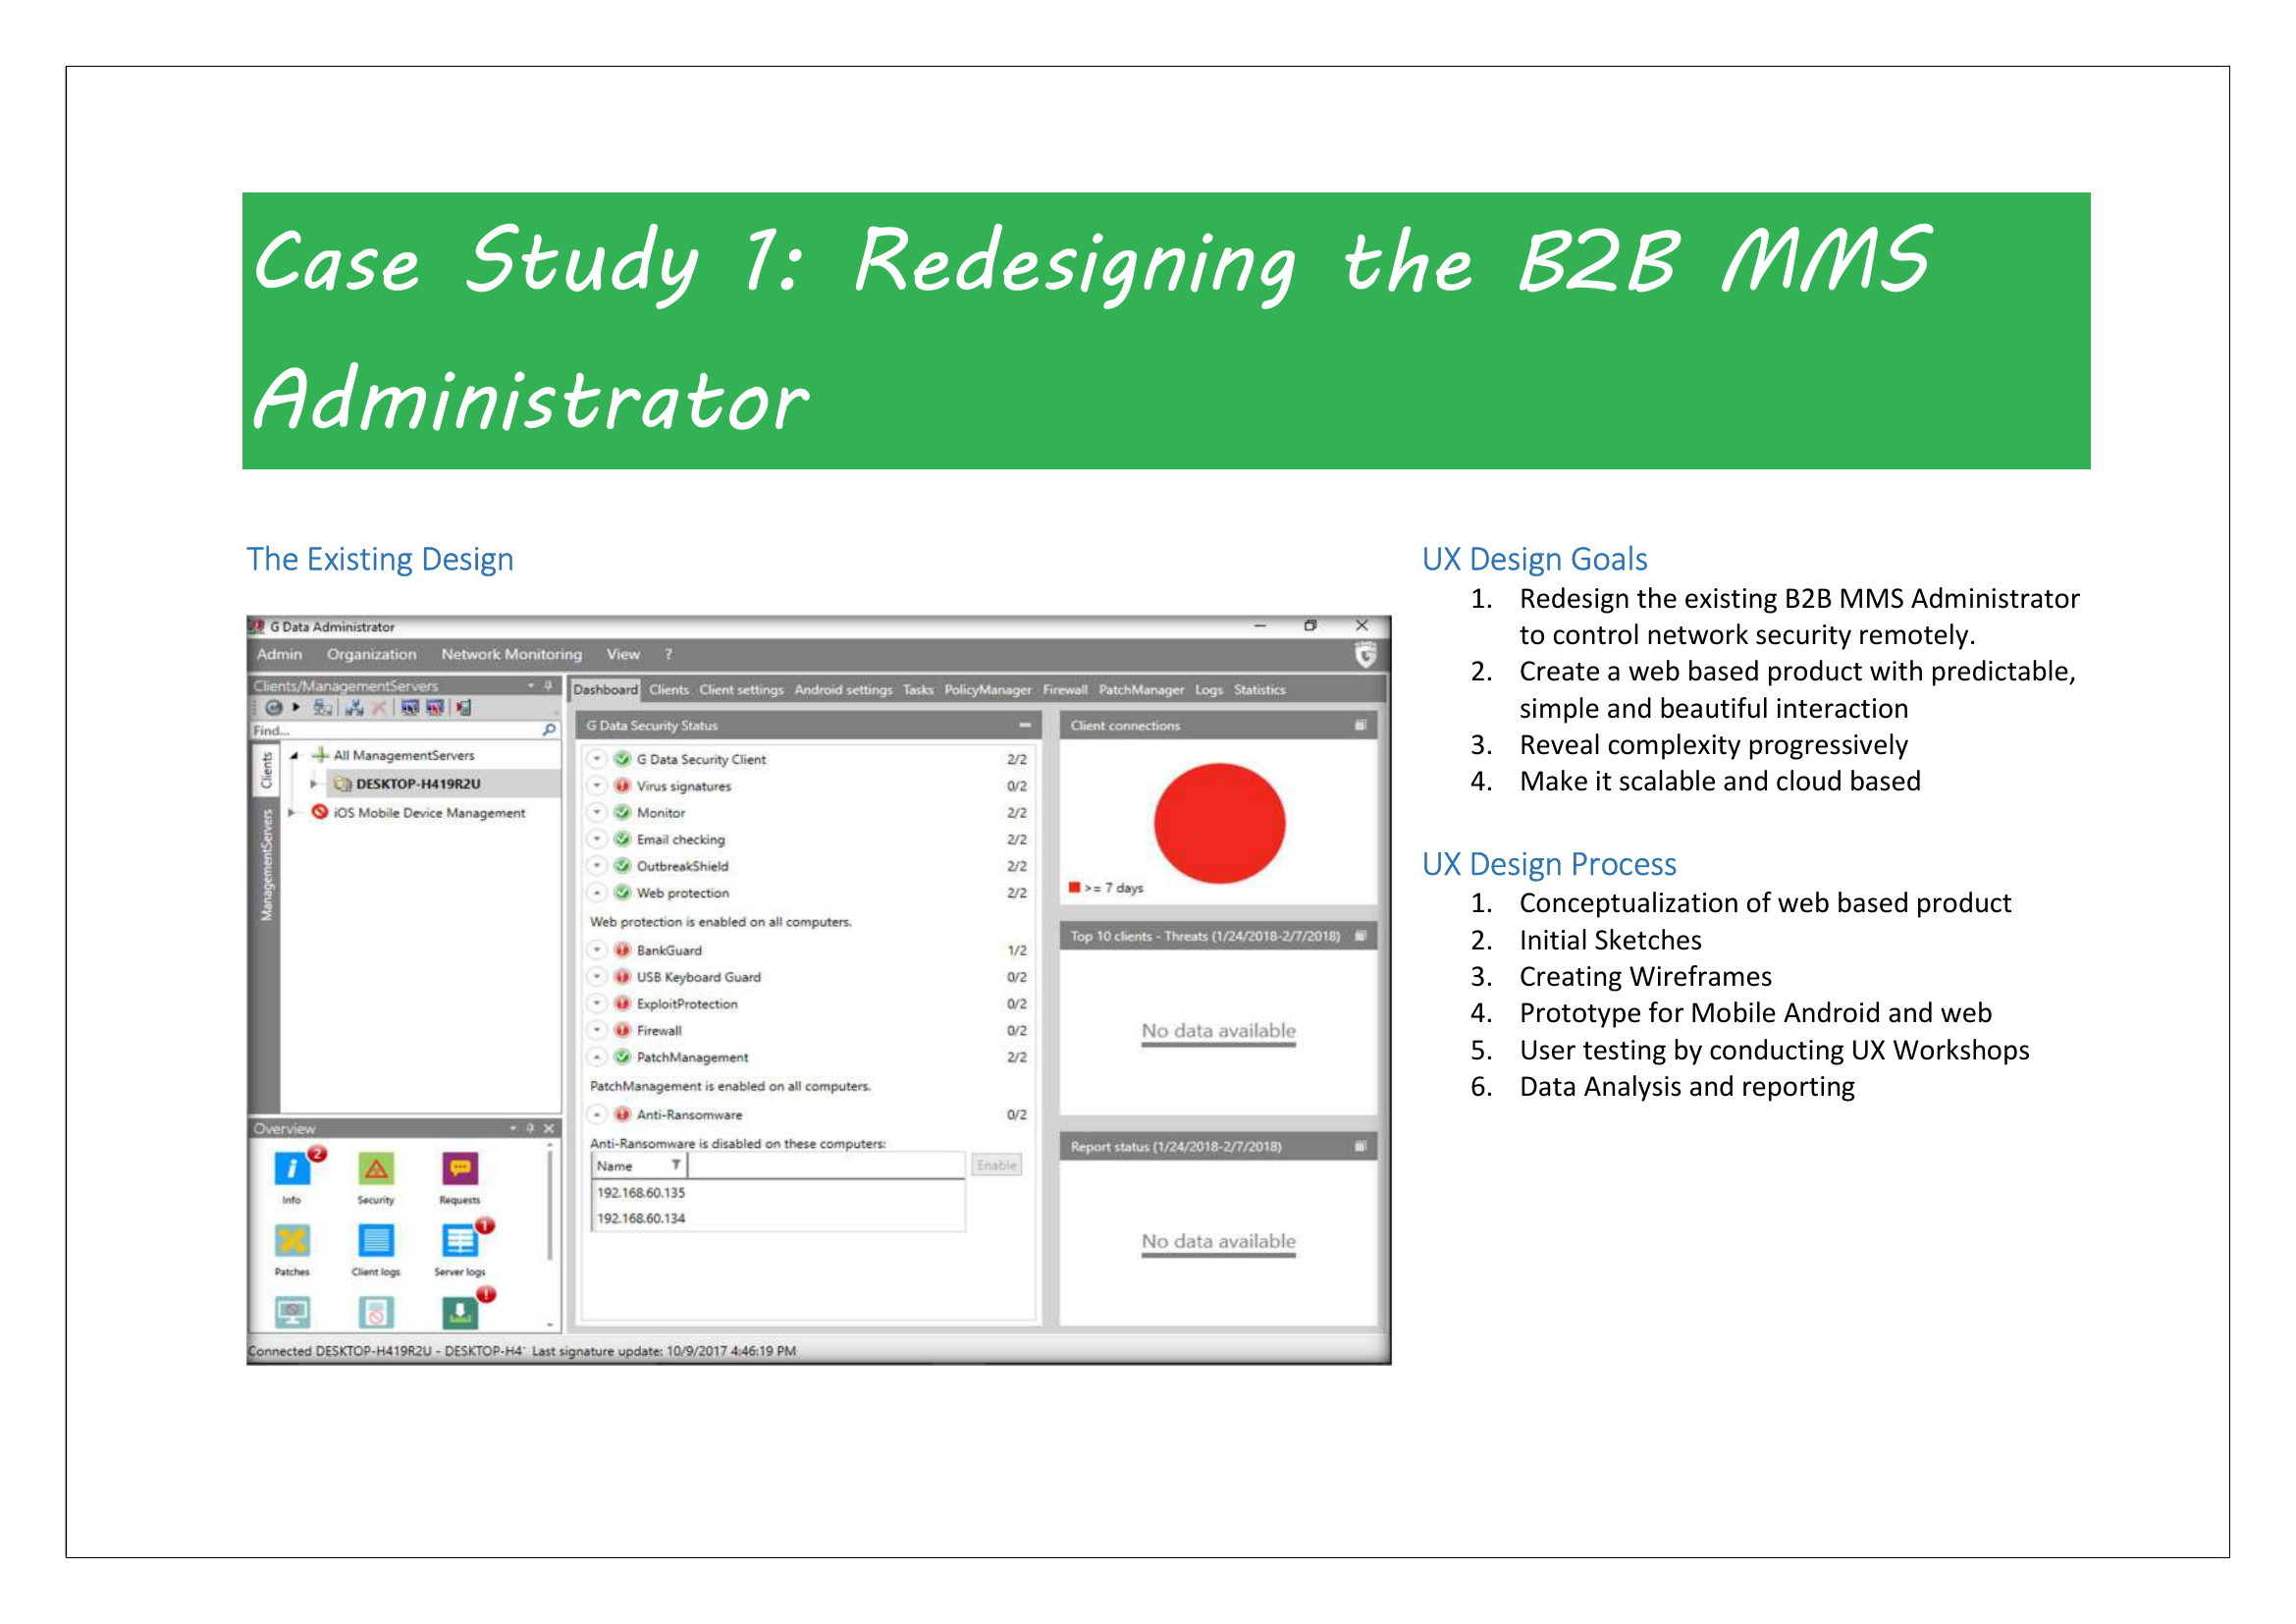 Case Study 1: Redesigning the B2B MMS
Administrator
The Existing Design
G Data Administrator
Admin Organization Network Monitoring View ?
Clients/ManagementServers
Find...
Clients
ManagementServers
All ManagementServers
DESKTOP-H419R2U
iOS Mobile Device Management
Overview
2
Info
Security
Requests
Patches
Client logs
1
Server logs
!
Dashboard Clients Client settings Android settings Tasks PolicyManager Firewall PatchManager Logs Statistics
G Data Security Status
G Data Security Client 2/2
Virus signatures 0/2
Monitor 2/2
Email checking 2/2
OutbreakShield 2/2
Web protection 2/2
Web protection is enabled on all computers.
BankGuard 1/2
USB Keyboard Guard 0/2
ExploitProtection 0/2
Firewall 0/2
PatchManagement 2/2
PatchManagement is enabled on all computers.
Anti-Ransomware 0/2
Anti-Ransomware is disabled on these computers:
Name
Enable
192.168.60.135
192.168.60.134
Client connections
>= 7 days
Top 10 clients - Threats (1/24/2018-2/7/2018)
No data available
Report status (1/24/2018-2/7/2018)
No data available
Connected DESKTOP-H419R2U - DESKTOP-H4 Last signature update: 10/9/2017 4:46:19 PM
UX Design Goals
1. Redesign the existing B2B MMS Administrator
to control network security remotely.
2. Create a web based product with predictable,
simple and beautiful interaction
3. Reveal complexity progressively
4. Make it scalable and cloud based
UX Design Process
1. Conceptualization of web based product
2. Initial Sketches
3. Creating Wireframes
4. Prototype for Mobile Android and web
5. User testing by conducting UX Workshops
6. Data Analysis and reporting